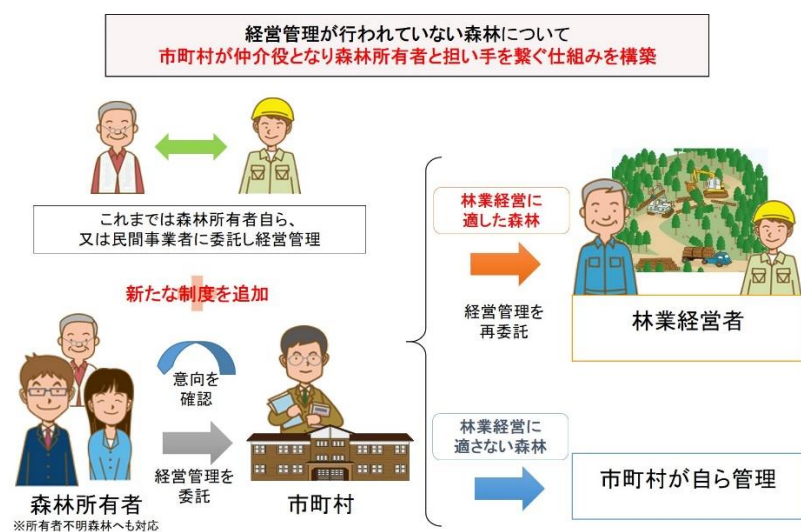 経営管理が行われていない森林について
市町村が仲介役となり森林所有者と担い手を繋ぐ仕組みを構築
これまでは森林所有者自ら、
又は民間事業者に委託し経営管理
新たな制度を追加
意向を
確認
経営管理を
委託
森林所有者
※所有者不明森林へも対応
市町村
林業経営に
適した森林
経営管理を
再委託
林業経営者
林業経営に
適さない森林
市町村が自ら管理